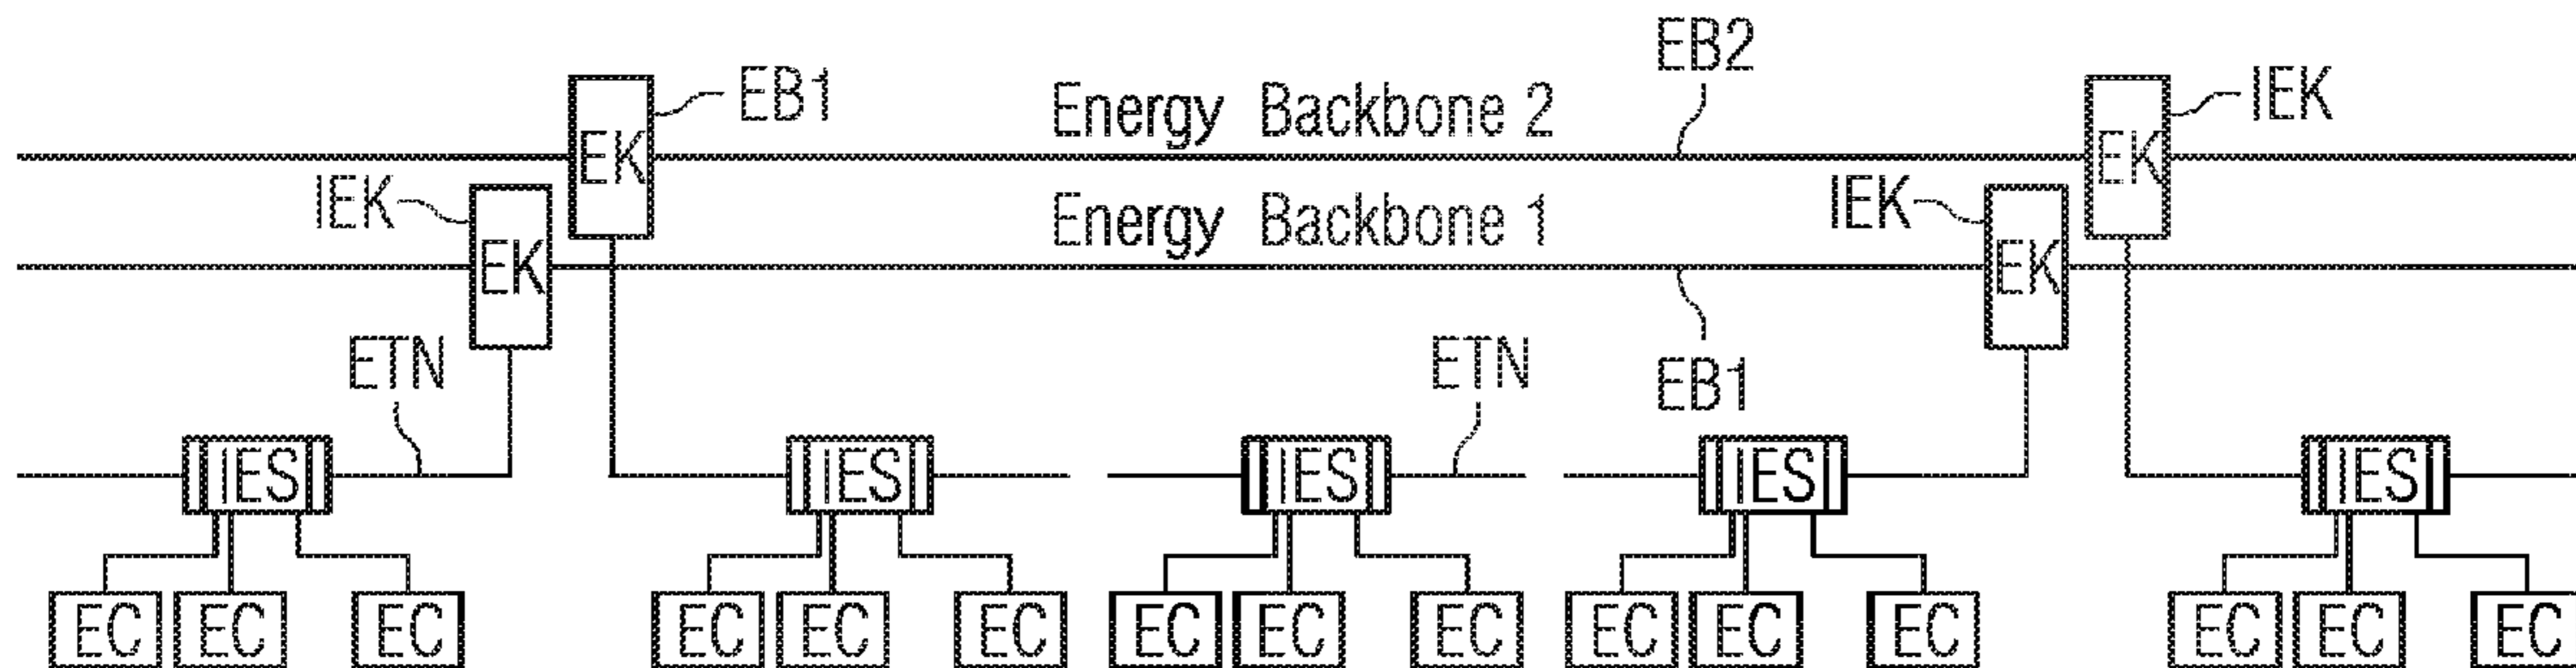 EB2
EB1
IEK
Energy Backbone 2
EK
EK
IEK
IEK
Energy Backbone 1
EK
EK
ETN
ETN
EB1
IES
IES
IES
IES
IES
EC EC EC EC EC EC EC EC EC EC EC EC EC EC EC